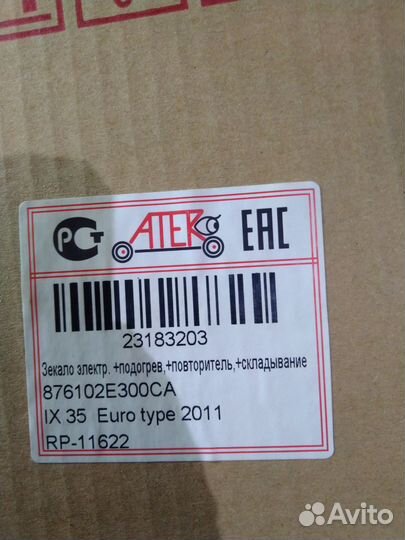 РСТ ATEK EAC
23183203
Зекало электр. +подогрев,+повторитель,+складывание
876102E300CA
IX 35 Euro type 2011
RP-11622
Avito